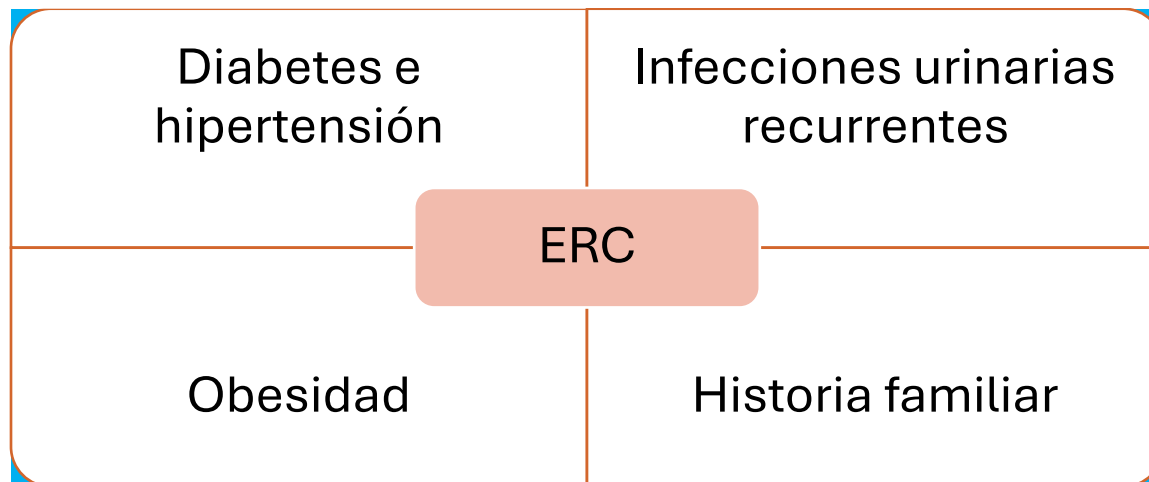 Diabetes e
hipertensión
Infecciones urinarias
recurrentes
ERC
Obesidad
Historia familiar